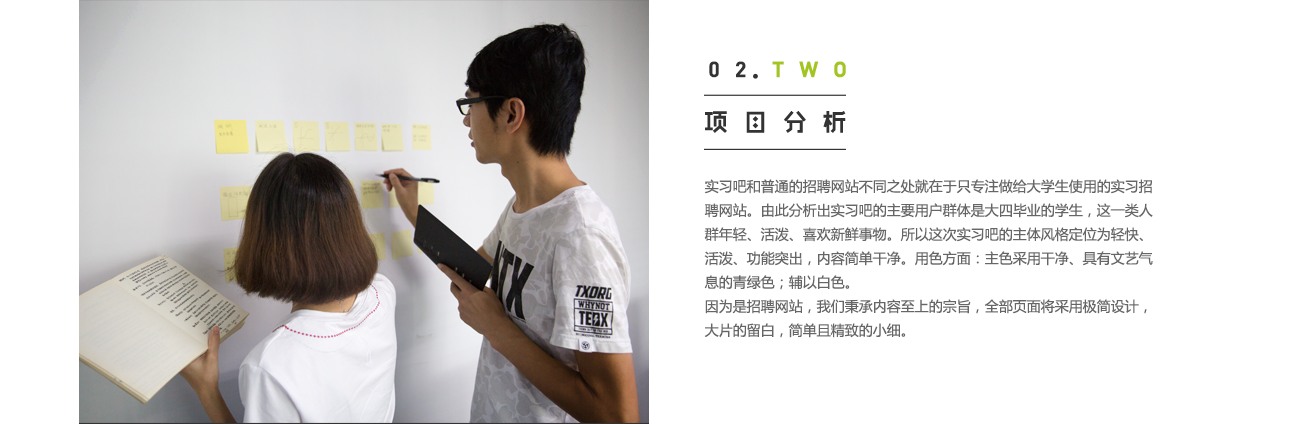 02. TWO
项目分析
实习吧和普通的招聘网站不同之处就在于只专注做给大学生使用的实习招
聘网站。由此分析出实习吧的主要用户群体是大四毕业的学生，这一类人
群年轻、活泼、喜欢新鲜事物。所以这次实习吧的主体风格定位为轻快、
活泼、功能突出，内容简单干净。用色方面：主色采用干净、具有文艺气
息的青绿色；辅以白色。
因为是招聘网站，我们秉承内容至上的宗旨，全部页面将采用极简设计，
大片的留白，简单且精致的小细。
TXDRG
WHYNOT